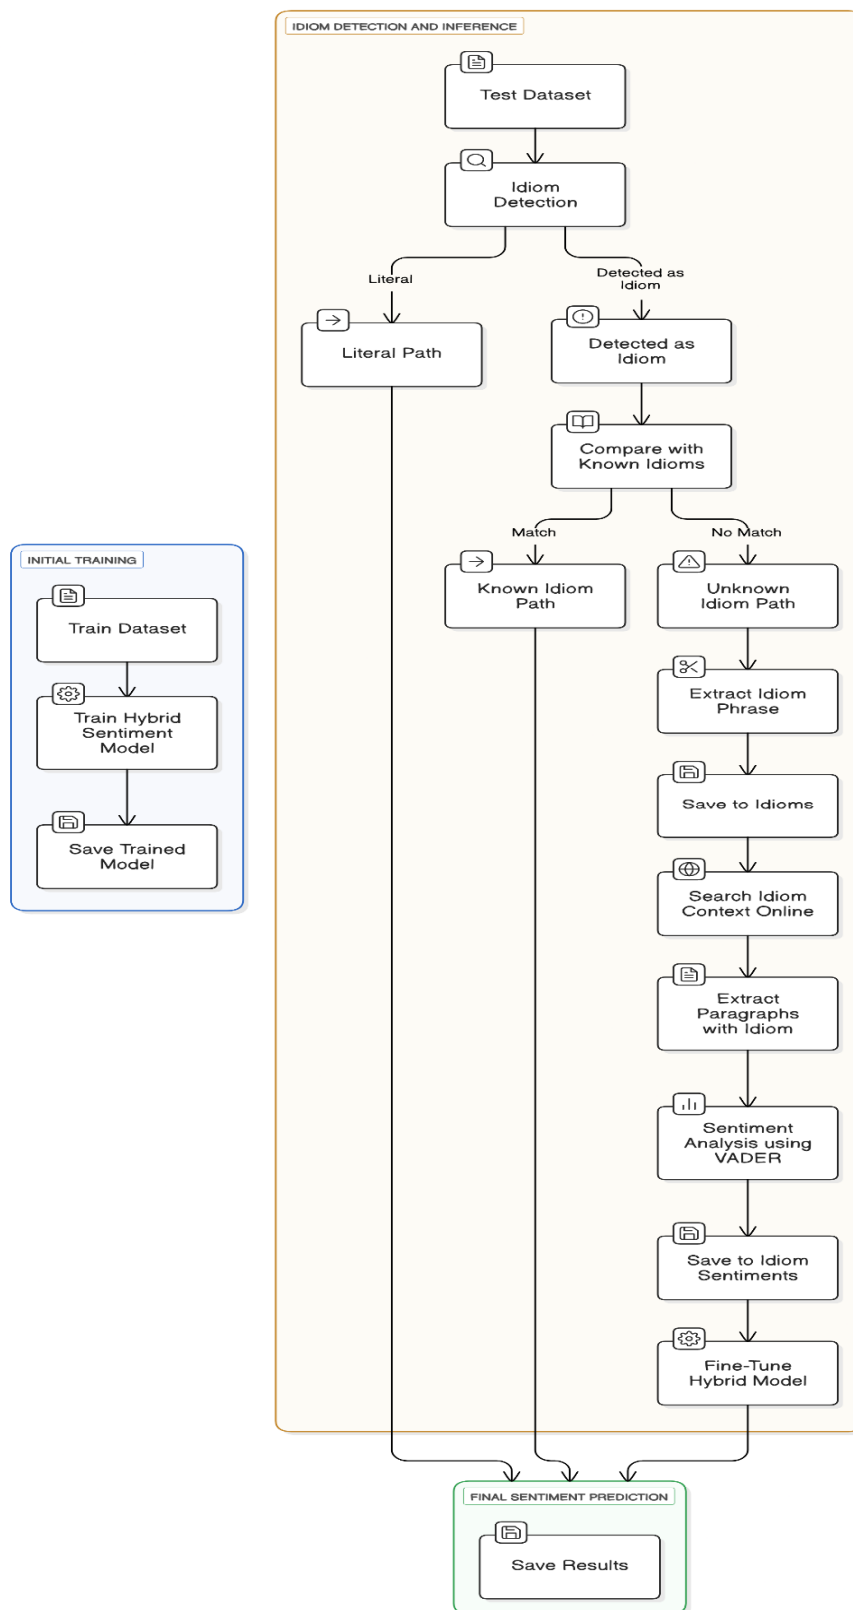 IDIOM DETECTION AND INFERENCE
Test Dataset
Idiom
Detection
Literal
Detected as
Idiom
Literal Path
Detected as
Idiom
Compare with
Known Idioms
Match
No Match
Known Idiom
Path
Unknown
Idiom Path
INITIAL TRAINING
Train Dataset
Train Hybrid
Sentiment
Model
Save Trained
Model
Extract Idiom
Phrase
Save to Idioms
Search Idiom
Context Online
Extract
Paragraphs
with Idiom
Sentiment
Analysis using
VADER
Save to Idiom
Sentiments
Fine-Tune
Hybrid Model
FINAL SENTIMENT PREDICTION
Save Results